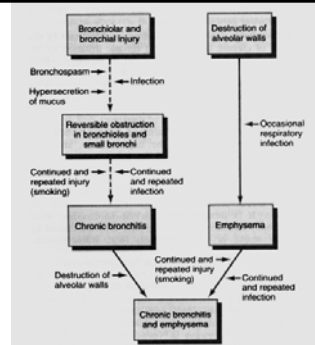 Bronchiolar and
bronchial injury
Destruction of
alveolar walls
Bronchospasm
Infection
Hypersecretion
of mucus
Reversible obstruction
in bronchioles and
small bronchi
Occasional
respiratory
infection
Continued and
repeated injury
(smoking)
Continued
and repeated
infection
Chronic bronchitis
Emphysema
Destruction of
alveolar walls
Continued and
repeated injury
(smoking)
Continued
and repeated
infection
Chronic bronchitis
and emphysema